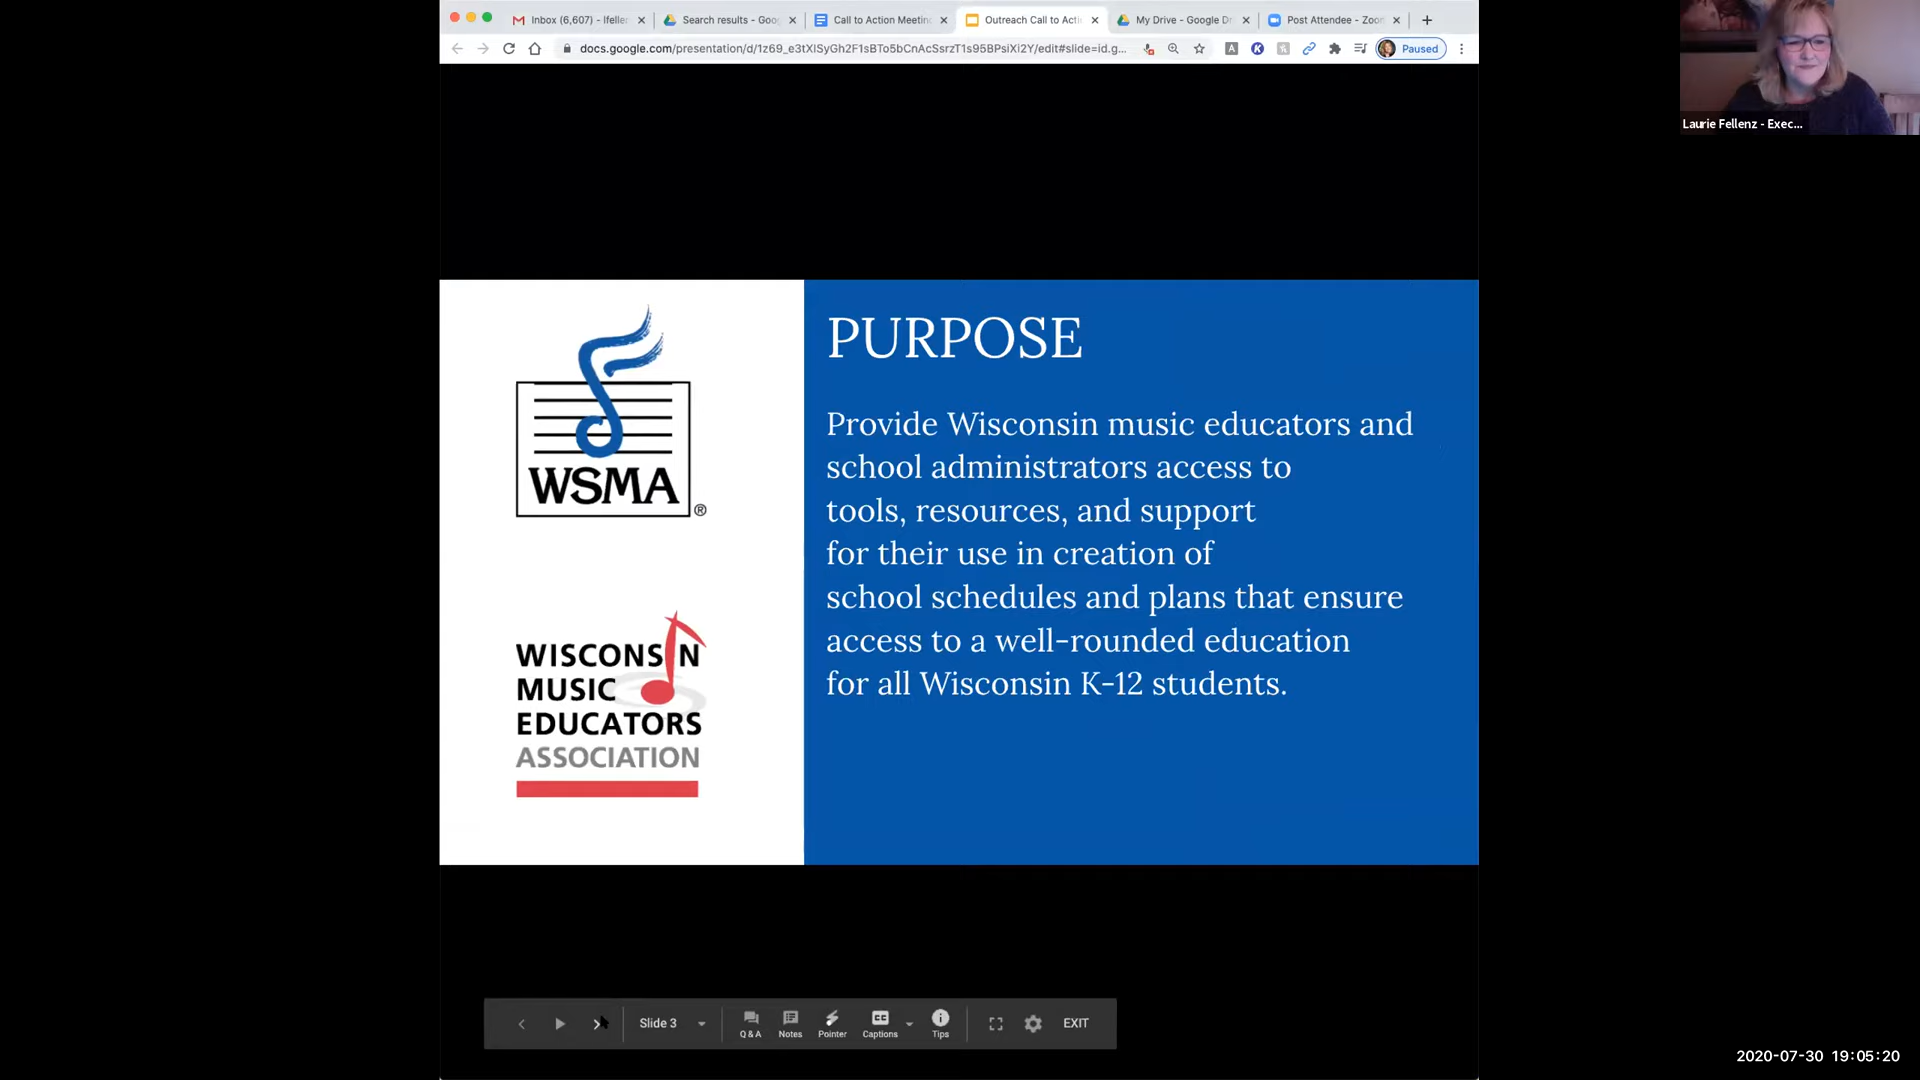 Inbox (6,607) - lfeller
Search results - Goog
Call to Action Meeting
Outreach Call to Acti
My Drive - Google Dr
Post Attendee - Zoom
docs.google.com/presentation/d/1z69_e3tXlSyGh2F1sBTo5bCnAcSsrzT1s95BPsiXi2Y/edit#slide=id.g...
Paused
Laurie Fellenz - Exec...
WSMA
®
WISCONSIN
MUSIC
EDUCATORS
ASSOCIATION
PURPOSE
Provide Wisconsin music educators and
school administrators access to
tools, resources, and support
for their use in creation of
school schedules and plans that ensure
access to a well-rounded education
for all Wisconsin K-12 students.
Slide 3
Q & A
Notes
Pointer
Captions
Tips
EXIT
2020-07-30 19:05:20